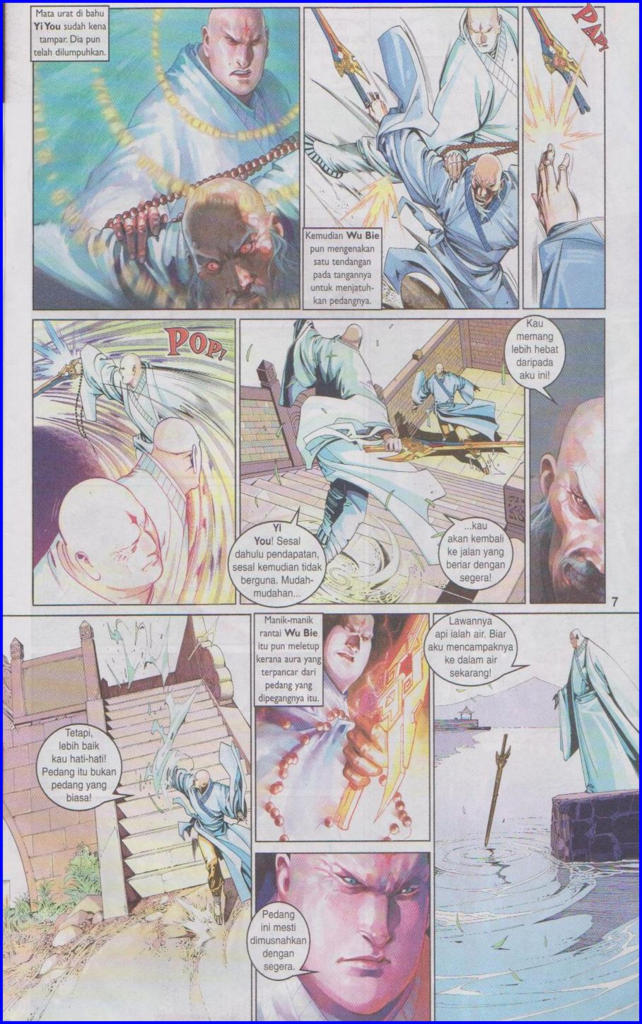 Mata urat di bahu
Yi You sudah kena
tampar. Dia pun
telah dilumpuhkan.
PAP!
Kemudian Wu Bie
pun mengenakan
satu tendangan
pada tangannya
untuk menjatuh-
kan pedangnya.
POP!
Yi
You! Sesal
dahulu pendapatan,
sesal kemudian tidak
berguna. Mudah-
mudahan...
...kau
akan kembali
ke jalan yang
benar dengan
segera!
Kau
memang
lebih hebat
daripada
aku ini!
7
Tetapi,
lebih baik
kau hati-hati!
Pedang itu bukan
pedang yang
biasa!
Manik-manik
rantai Wu Bie
itu pun meletup
kerana aura yang
terpancar dari
pedang yang
dipegangnya itu.
Pedang
ini mesti
dimusnahkan
dengan
segera.
Lawannya
api ialah air. Biar
aku mencampaknya
ke dalam air
sekarang!